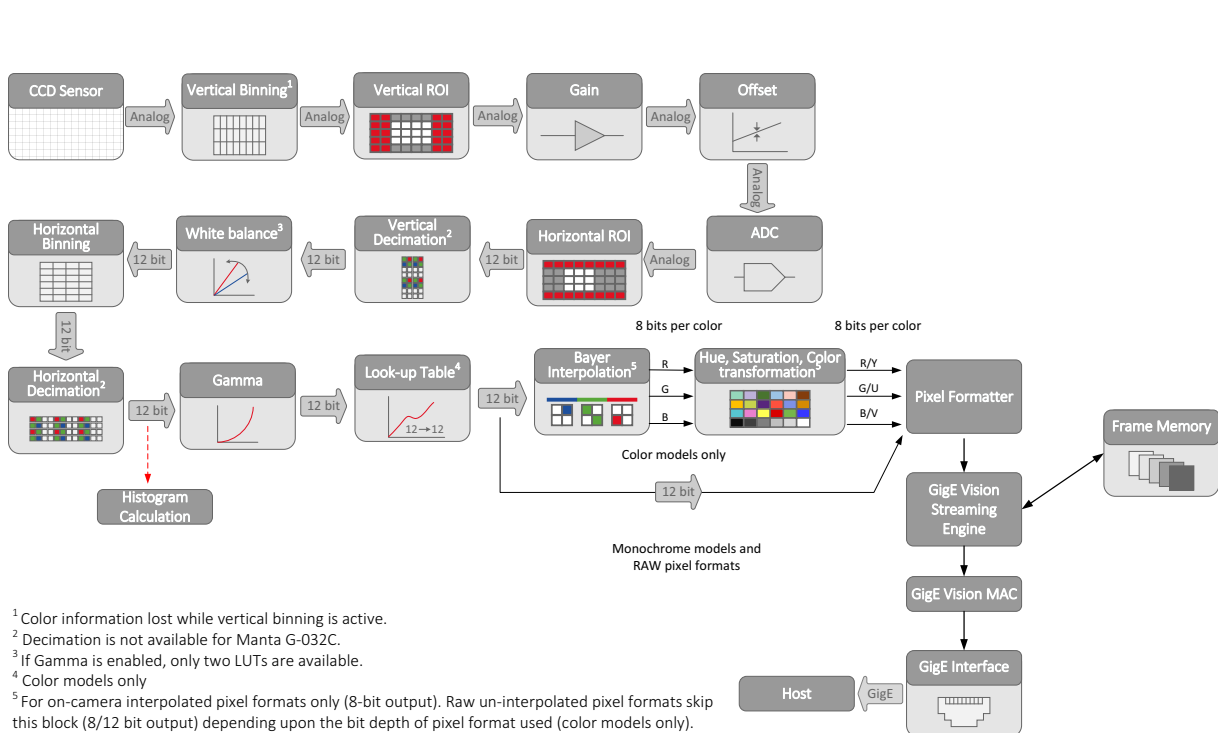 CCD Sensor
Analog
Vertical Binning¹
Analog
Vertical ROI
Analog
Gain
Analog
Offset
Analog
Horizontal
Binning
12 bit
White balance³
12 bit
Vertical
Decimation²
12 bit
Horizontal ROI
Analog
ADC
12 bit
8 bits per color
8 bits per color
Horizontal
Decimation²
12 bit
Gamma
12 bit
Look-up Table⁴
12→12
12 bit
Bayer
Interpolation⁵
R
G
B
Hue, Saturation, Color
transformation⁵
R/Y
G/U
B/V
Pixel Formatter
Color models only
12 bit
Histogram
Calculation
Frame Memory
GigE Vision
Streaming
Engine
Monochrome models and
RAW pixel formats
GigE Vision MAC
GigE Interface
GigE
Host
¹ Color information lost while vertical binning is active.
² Decimation is not available for Manta G-032C.
³ If Gamma is enabled, only two LUTs are available.
⁴ Color models only
⁵ For on-camera interpolated pixel formats only (8-bit output). Raw un-interpolated pixel formats skip
this block (8/12 bit output) depending upon the bit depth of pixel format used (color models only).